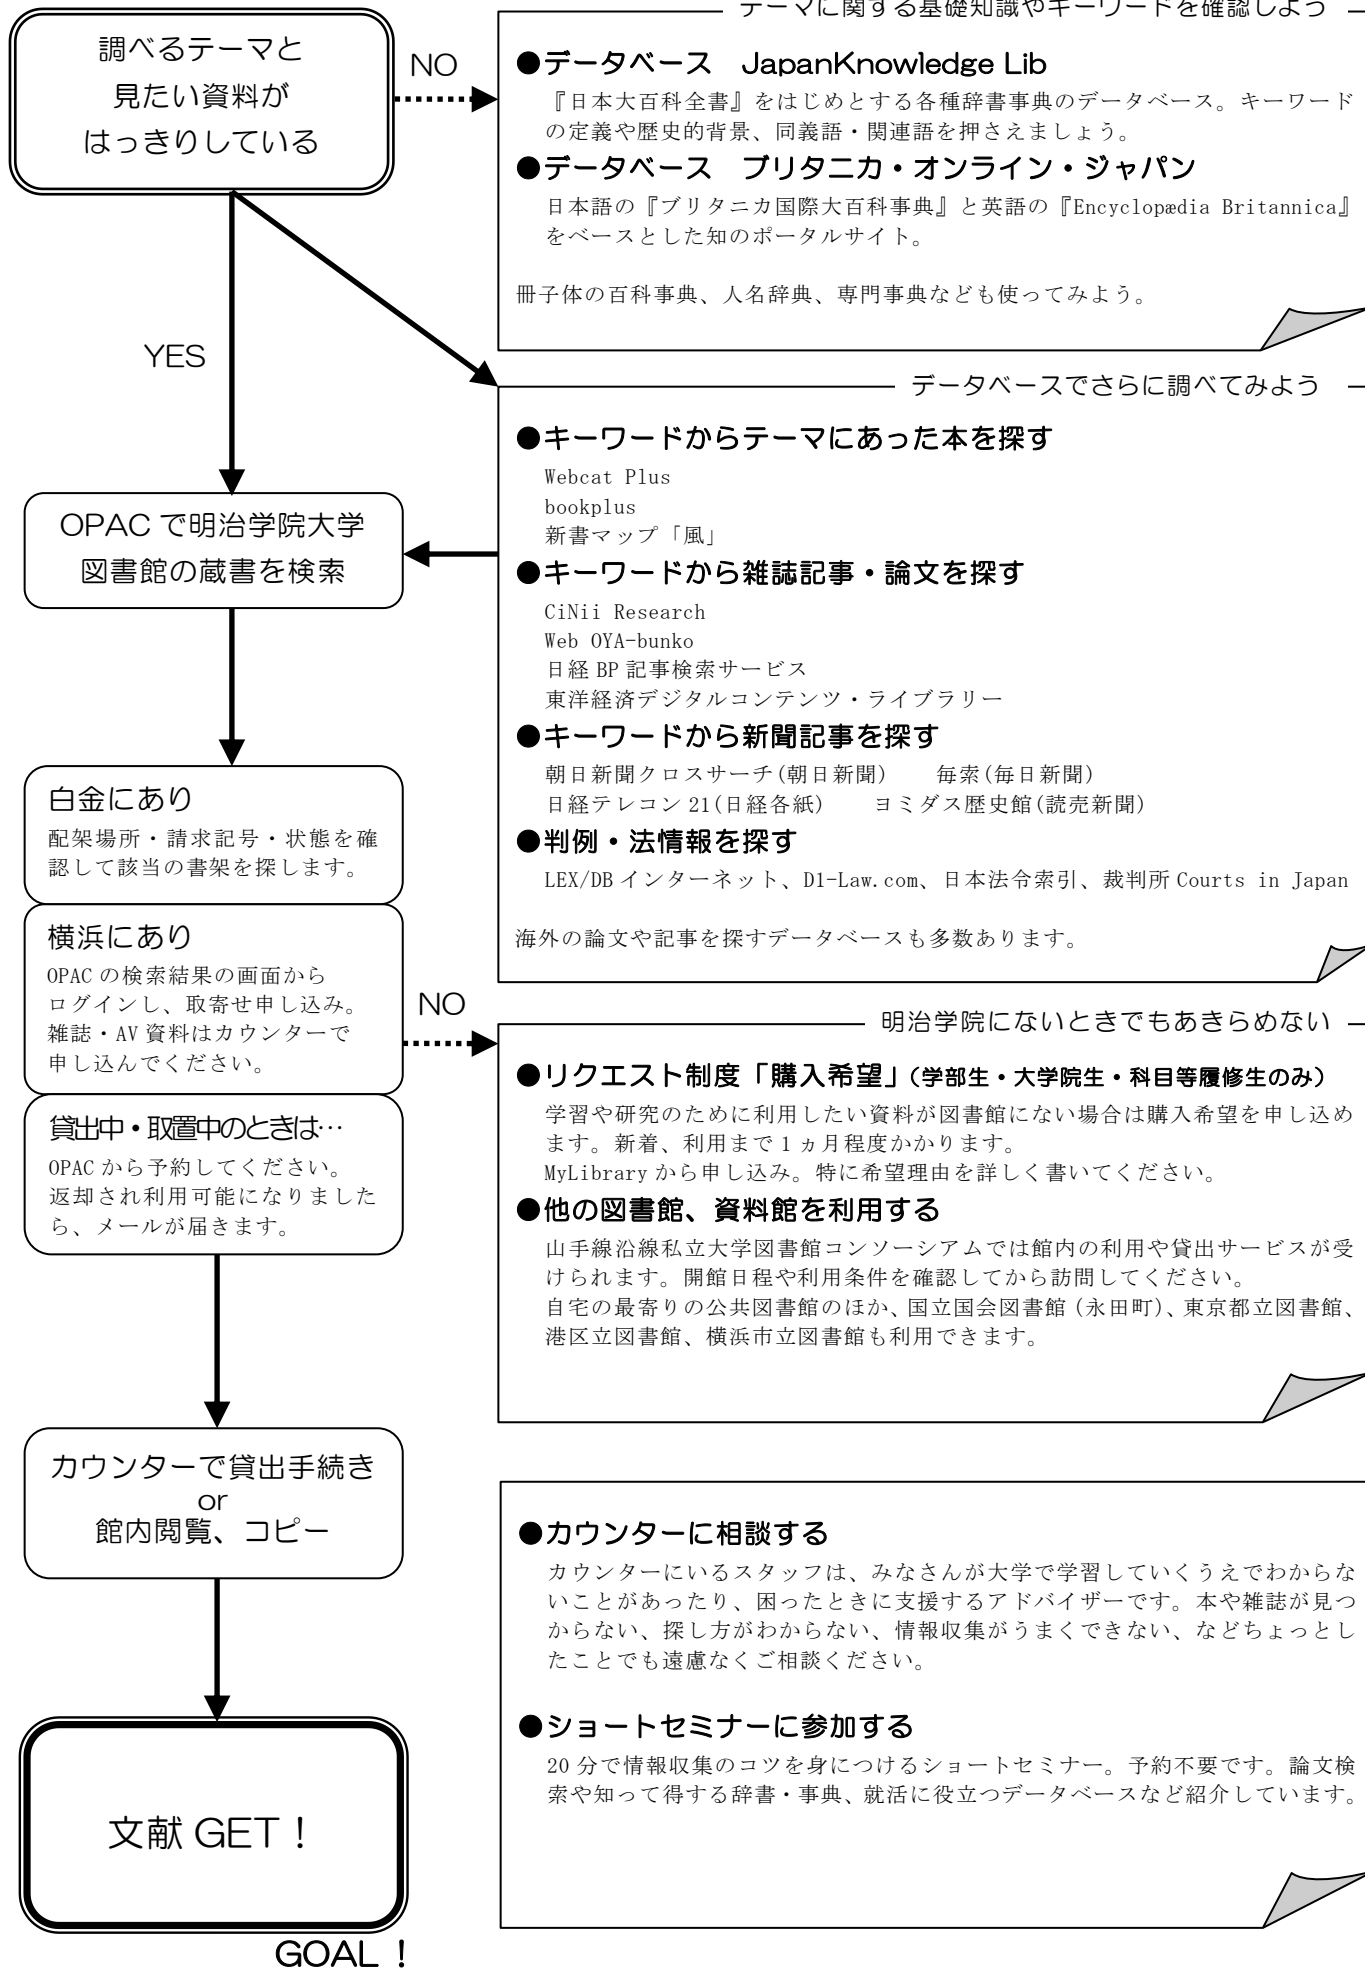 調べるテーマと
見たい資料が
はっきりしている
NO
YES
テーマに関する基礎知識やキーワードを確認しよう
●データベース　JapanKnowledge Lib
『日本大百科全書』をはじめとする各種辞書事典のデータベース。キーワード
の定義や歴史的背景、同義語・関連語を押さえましょう。
●データベース　ブリタニカ・オンライン・ジャパン
日本語の『ブリタニカ国際大百科事典』と英語の『Encyclopædia Britannica』
をベースとした知のポータルサイト。
冊子体の百科事典、人名辞典、専門事典なども使ってみよう。
データベースでさらに調べてみよう
●キーワードからテーマにあった本を探す
Webcat Plus
bookplus
新書マップ「風」
●キーワードから雑誌記事・論文を探す
CiNii Research
Web OYA-bunko
日経 BP 記事検索サービス
東洋経済デジタルコンテンツ・ライブラリー
●キーワードから新聞記事を探す
朝日新聞クロスサーチ(朝日新聞)　　毎索(毎日新聞)
日経テレコン 21(日経各紙)　　ヨミダス歴史館(読売新聞)
●判例・法情報を探す
LEX/DB インターネット、D1-Law.com、日本法令索引、裁判所 Courts in Japan
海外の論文や記事を探すデータベースも多数あります。
OPAC で明治学院大学
図書館の蔵書を検索
白金にあり
配架場所・請求記号・状態を確
認して該当の書架を探します。
横浜にあり
OPAC の検索結果の画面から
ログインし、取寄せ申し込み。
雑誌・AV 資料はカウンターで
申し込んでください。
貸出中・取置中のときは…
OPAC から予約してください。
返却され利用可能になりました
ら、メールが届きます。
NO
明治学院にないときでもあきらめない
●リクエスト制度「購入希望」（学部生・大学院生・科目等履修生のみ）
学習や研究のために利用したい資料が図書館にない場合は購入希望を申し込め
ます。新着、利用まで 1 ヵ月程度かかります。
MyLibrary から申し込み。特に希望理由を詳しく書いてください。
●他の図書館、資料館を利用する
山手線沿線私立大学図書館コンソーシアムでは館内の利用や貸出サービスが受
けられます。開館日程や利用条件を確認してから訪問してください。
自宅の最寄りの公共図書館のほか、国立国会図書館（永田町）、東京都立図書館、
港区立図書館、横浜市立図書館も利用できます。
カウンターで貸出手続き
or
館内閲覧、コピー
●カウンターに相談する
カウンターにいるスタッフは、みなさんが大学で学習していくうえでわからな
いことがあったり、困ったときに支援するアドバイザーです。本や雑誌が見つ
からない、探し方がわからない、情報収集がうまくできない、などちょっとし
たことでも遠慮なくご相談ください。
●ショートセミナーに参加する
20 分で情報収集のコツを身につけるショートセミナー。予約不要です。論文検
索や知って得する辞書・事典、就活に役立つデータベースなど紹介しています。
文献 GET！
GOAL！